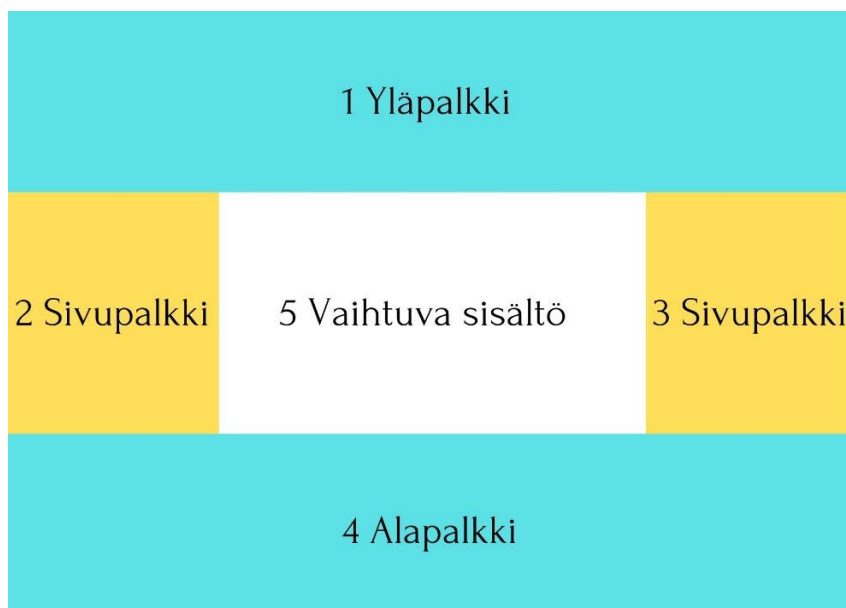 1 Yläpalkki
2 Sivupalkki
5 Vaihtuva sisältö
3 Sivupalkki
4 Alapalkki